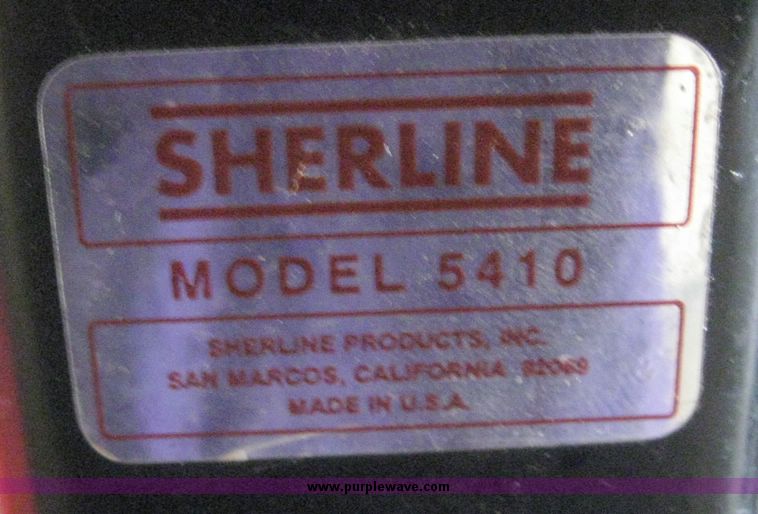 SHERLINE
MODEL 5410
SHERLINE PRODUCTS, INC.
SAN MARCOS, CALIFORNIA 92069
MADE IN U.S.A.
www.purplewave.com